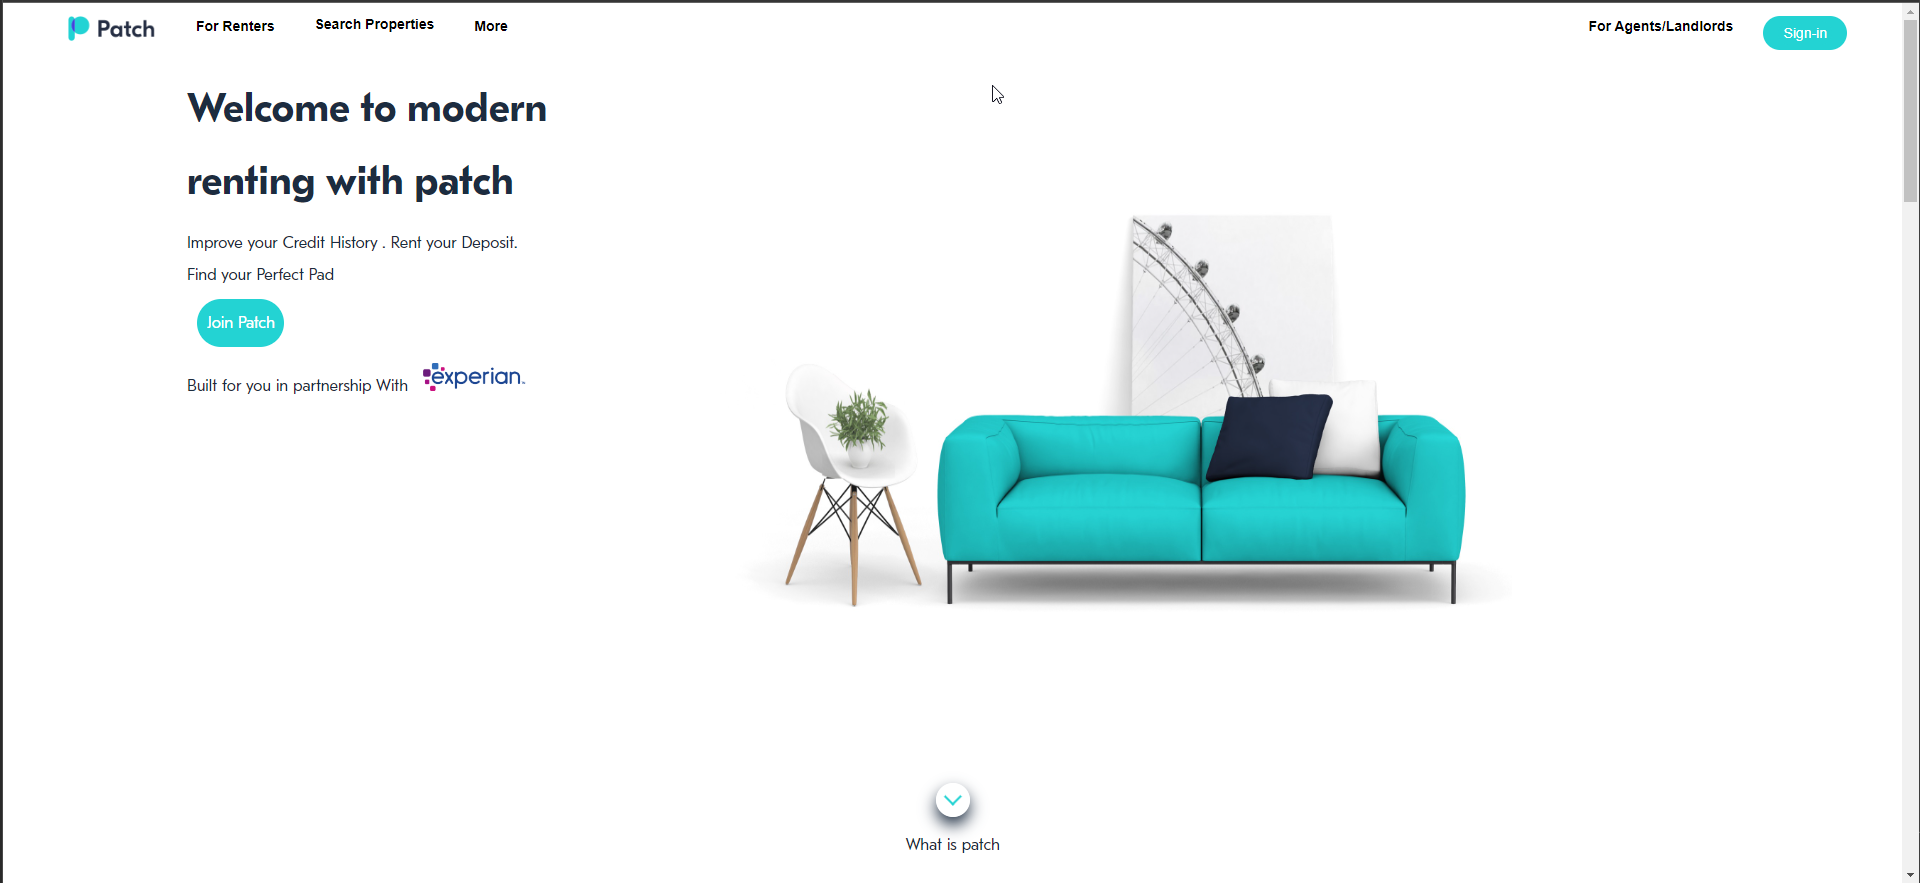 Patch
For Renters
Search Properties
More
For Agents/Landlords
Sign-in
Welcome to modern
renting with patch
Improve your Credit History . Rent your Deposit.
Find your Perfect Pad
Join Patch
Built for you in partnership With
experian™
What is patch